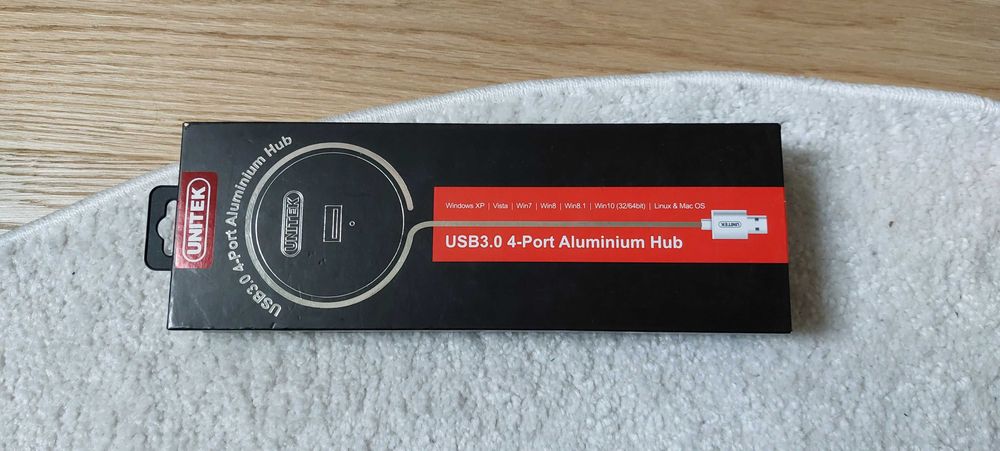 UNITEK
USB3.0 4-Port Aluminium Hub
UNITEK
Windows XP | Vista | Win7 | Win8 | Win8.1 | Win10 (32/64bit) | Linux & Mac OS
UNITEK
USB3.0 4-Port Aluminium Hub